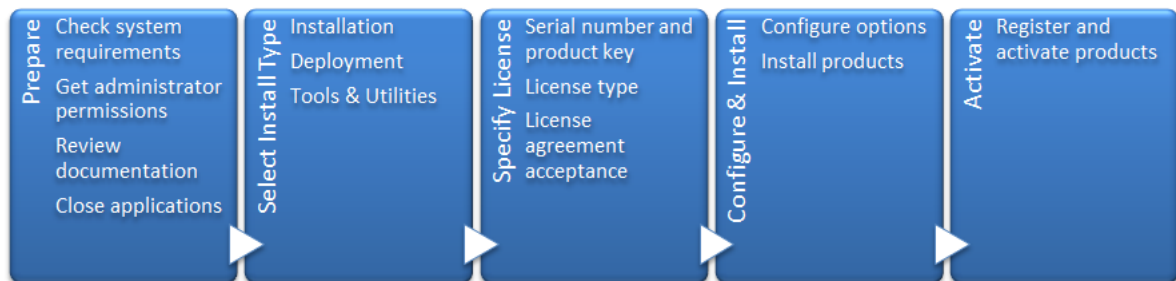 Prepare
Check system
requirements
Get administrator
permissions
Review
documentation
Close applications
Select Install Type
Installation
Deployment
Tools & Utilities
Specify License
Serial number and
product key
License type
License
agreement
acceptance
Configure & Install
Configure options
Install products
Activate
Register and
activate products